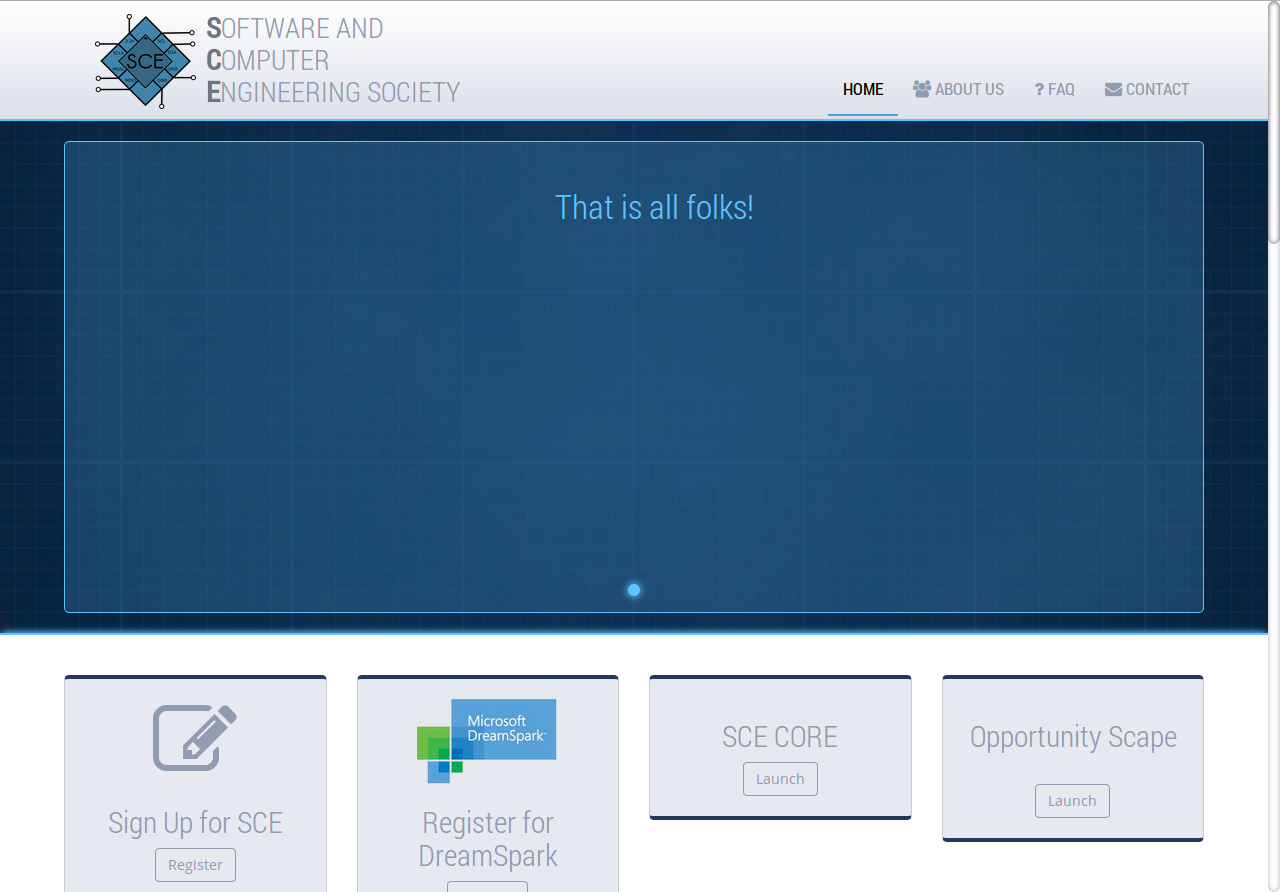 SCE
SOFTWARE AND
COMPUTER
ENGINEERING SOCIETY
HOME
ABOUT US
? FAQ
CONTACT
That is all folks!
Sign Up for SCE
Register
Microsoft
DreamSpark
Register for
DreamSpark
SCE CORE
Launch
Opportunity Scape
Launch